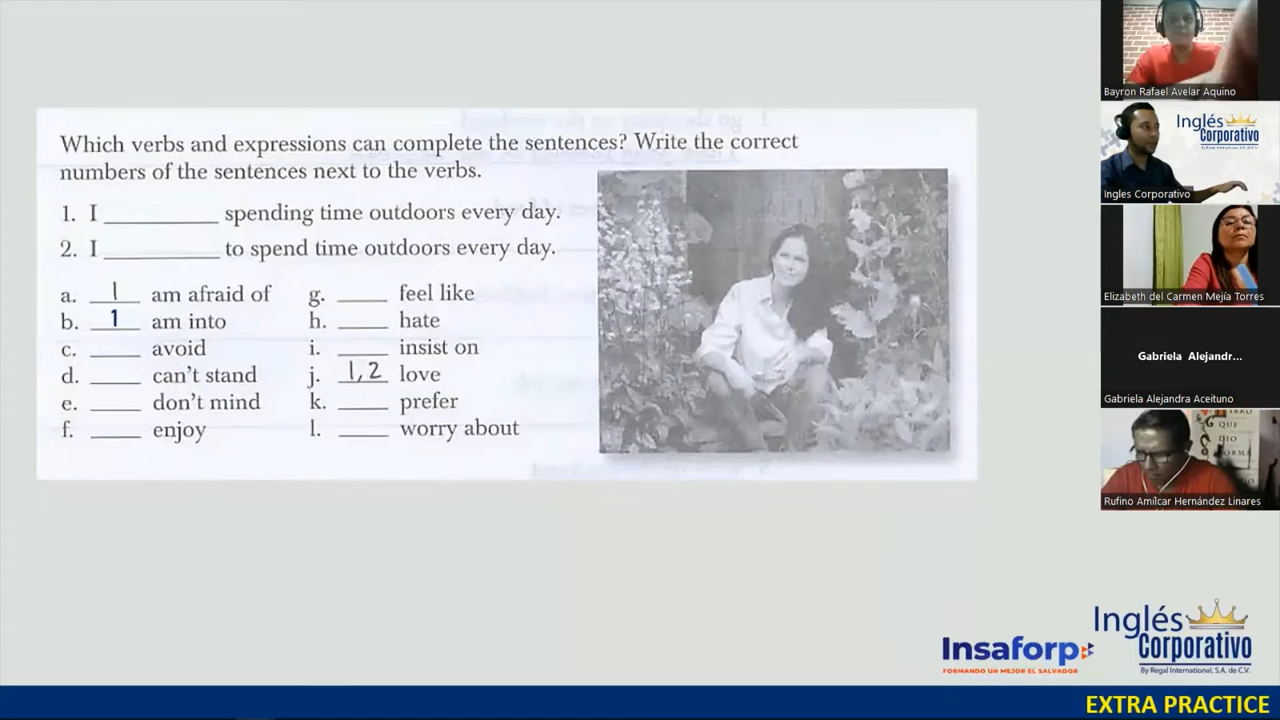 Which verbs and expressions can complete the sentences? Write the correct
numbers of the sentences next to the verbs.
1. I __________ spending time outdoors every day.
2. I __________ to spend time outdoors every day.
a. 1 am afraid of
b. 1 am into
c. ____ avoid
d. ____ can't stand
e. ____ don't mind
f. ____ enjoy
g. ____ feel like
h. ____ hate
i. ____ insist on
j. 1,2 love
k. ____ prefer
l. ____ worry about
Bayron Rafael Avelar Aquino
Inglés
Corporativo
Ingles Corporativo
Elizabeth del Carmen Mejía Torres
Gabriela Alejandr...
Gabriela Alejandra Aceituno
QUE
DIO
Rufino Amílcar Hernández Linares
Insaforp
FORMANDO UN MEJOR EL SALVADOR
Inglés
Corporativo
By Regal International, S.A. de C.V.
EXTRA PRACTICE